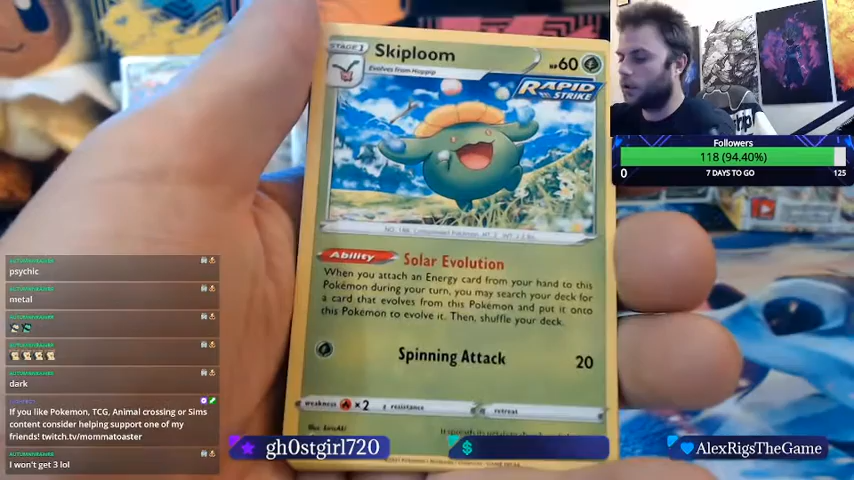 STAGE 1
Skiploom
HP 60
Evolves from Hoppip
RAPID
STRIKE
Ability
Solar Evolution
When you attach an Energy card from your hand to this
Pokémon during your turn, you may search your deck for
a card that evolves from this Pokémon and put it onto
this Pokémon to evolve it. Then, shuffle your deck.
Spinning Attack
20
weakness
×2
resistance
retreat
Followers
118 (94.40%)
0
7 DAYS TO GO
125
psychic
metal
dark
If you like Pokemon, TCG, Animal crossing or Sims
content consider helping support one of my
friends! twitch.tv/mommatoaster
I won't get 3 lol
gh0stgirl720
$
AlexRigsTheGame